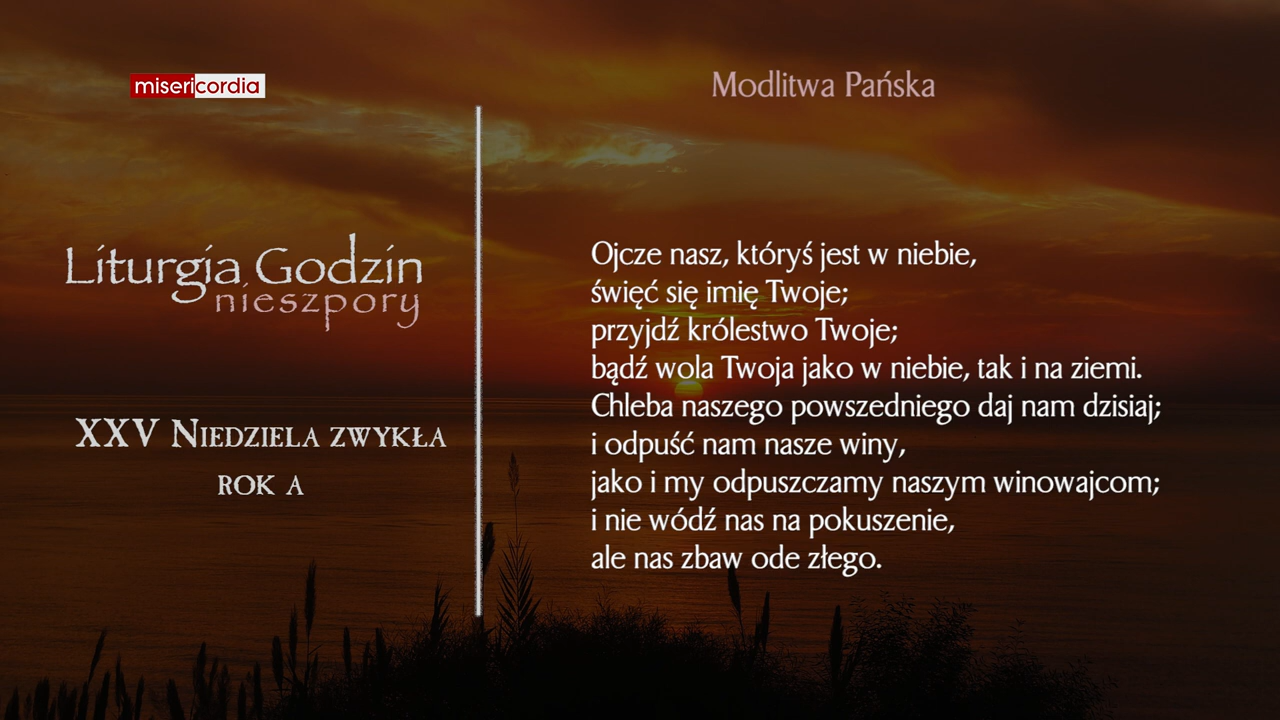 misericordia
Liturgia Godzin
nieszpory
XXV Niedziela zwykła
rok A
Modlitwa Pańska
Ojcze nasz, któryś jest w niebie,
święć się imię Twoje;
przyjdź królestwo Twoje;
bądź wola Twoja jako w niebie, tak i na ziemi.
Chleba naszego powszedniego daj nam dzisiaj;
i odpuść nam nasze winy,
jako i my odpuszczamy naszym winowajcom;
i nie wódź nas na pokuszenie,
ale nas zbaw ode złego.